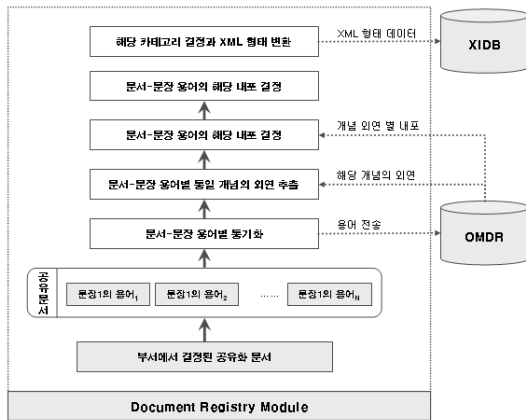 해당 카테고리 결정과 XML 형태 변환
XML 형태 데이터
XIDB
문서-문장 용어의 해당 내포 결정
문서-문장 용어의 해당 내포 결정
개념 외연 별 내포
문서-문장 용어별 동일 개념의 외연 추출
해당 개념의 외연
문서-문장 용어별 동기화
용어 전송
OMDR
공유문서
문장1의 용어1
문장1의 용어2
……
문장1의 용어N
부서에서 결정된 공유화 문서
Document Registry Module